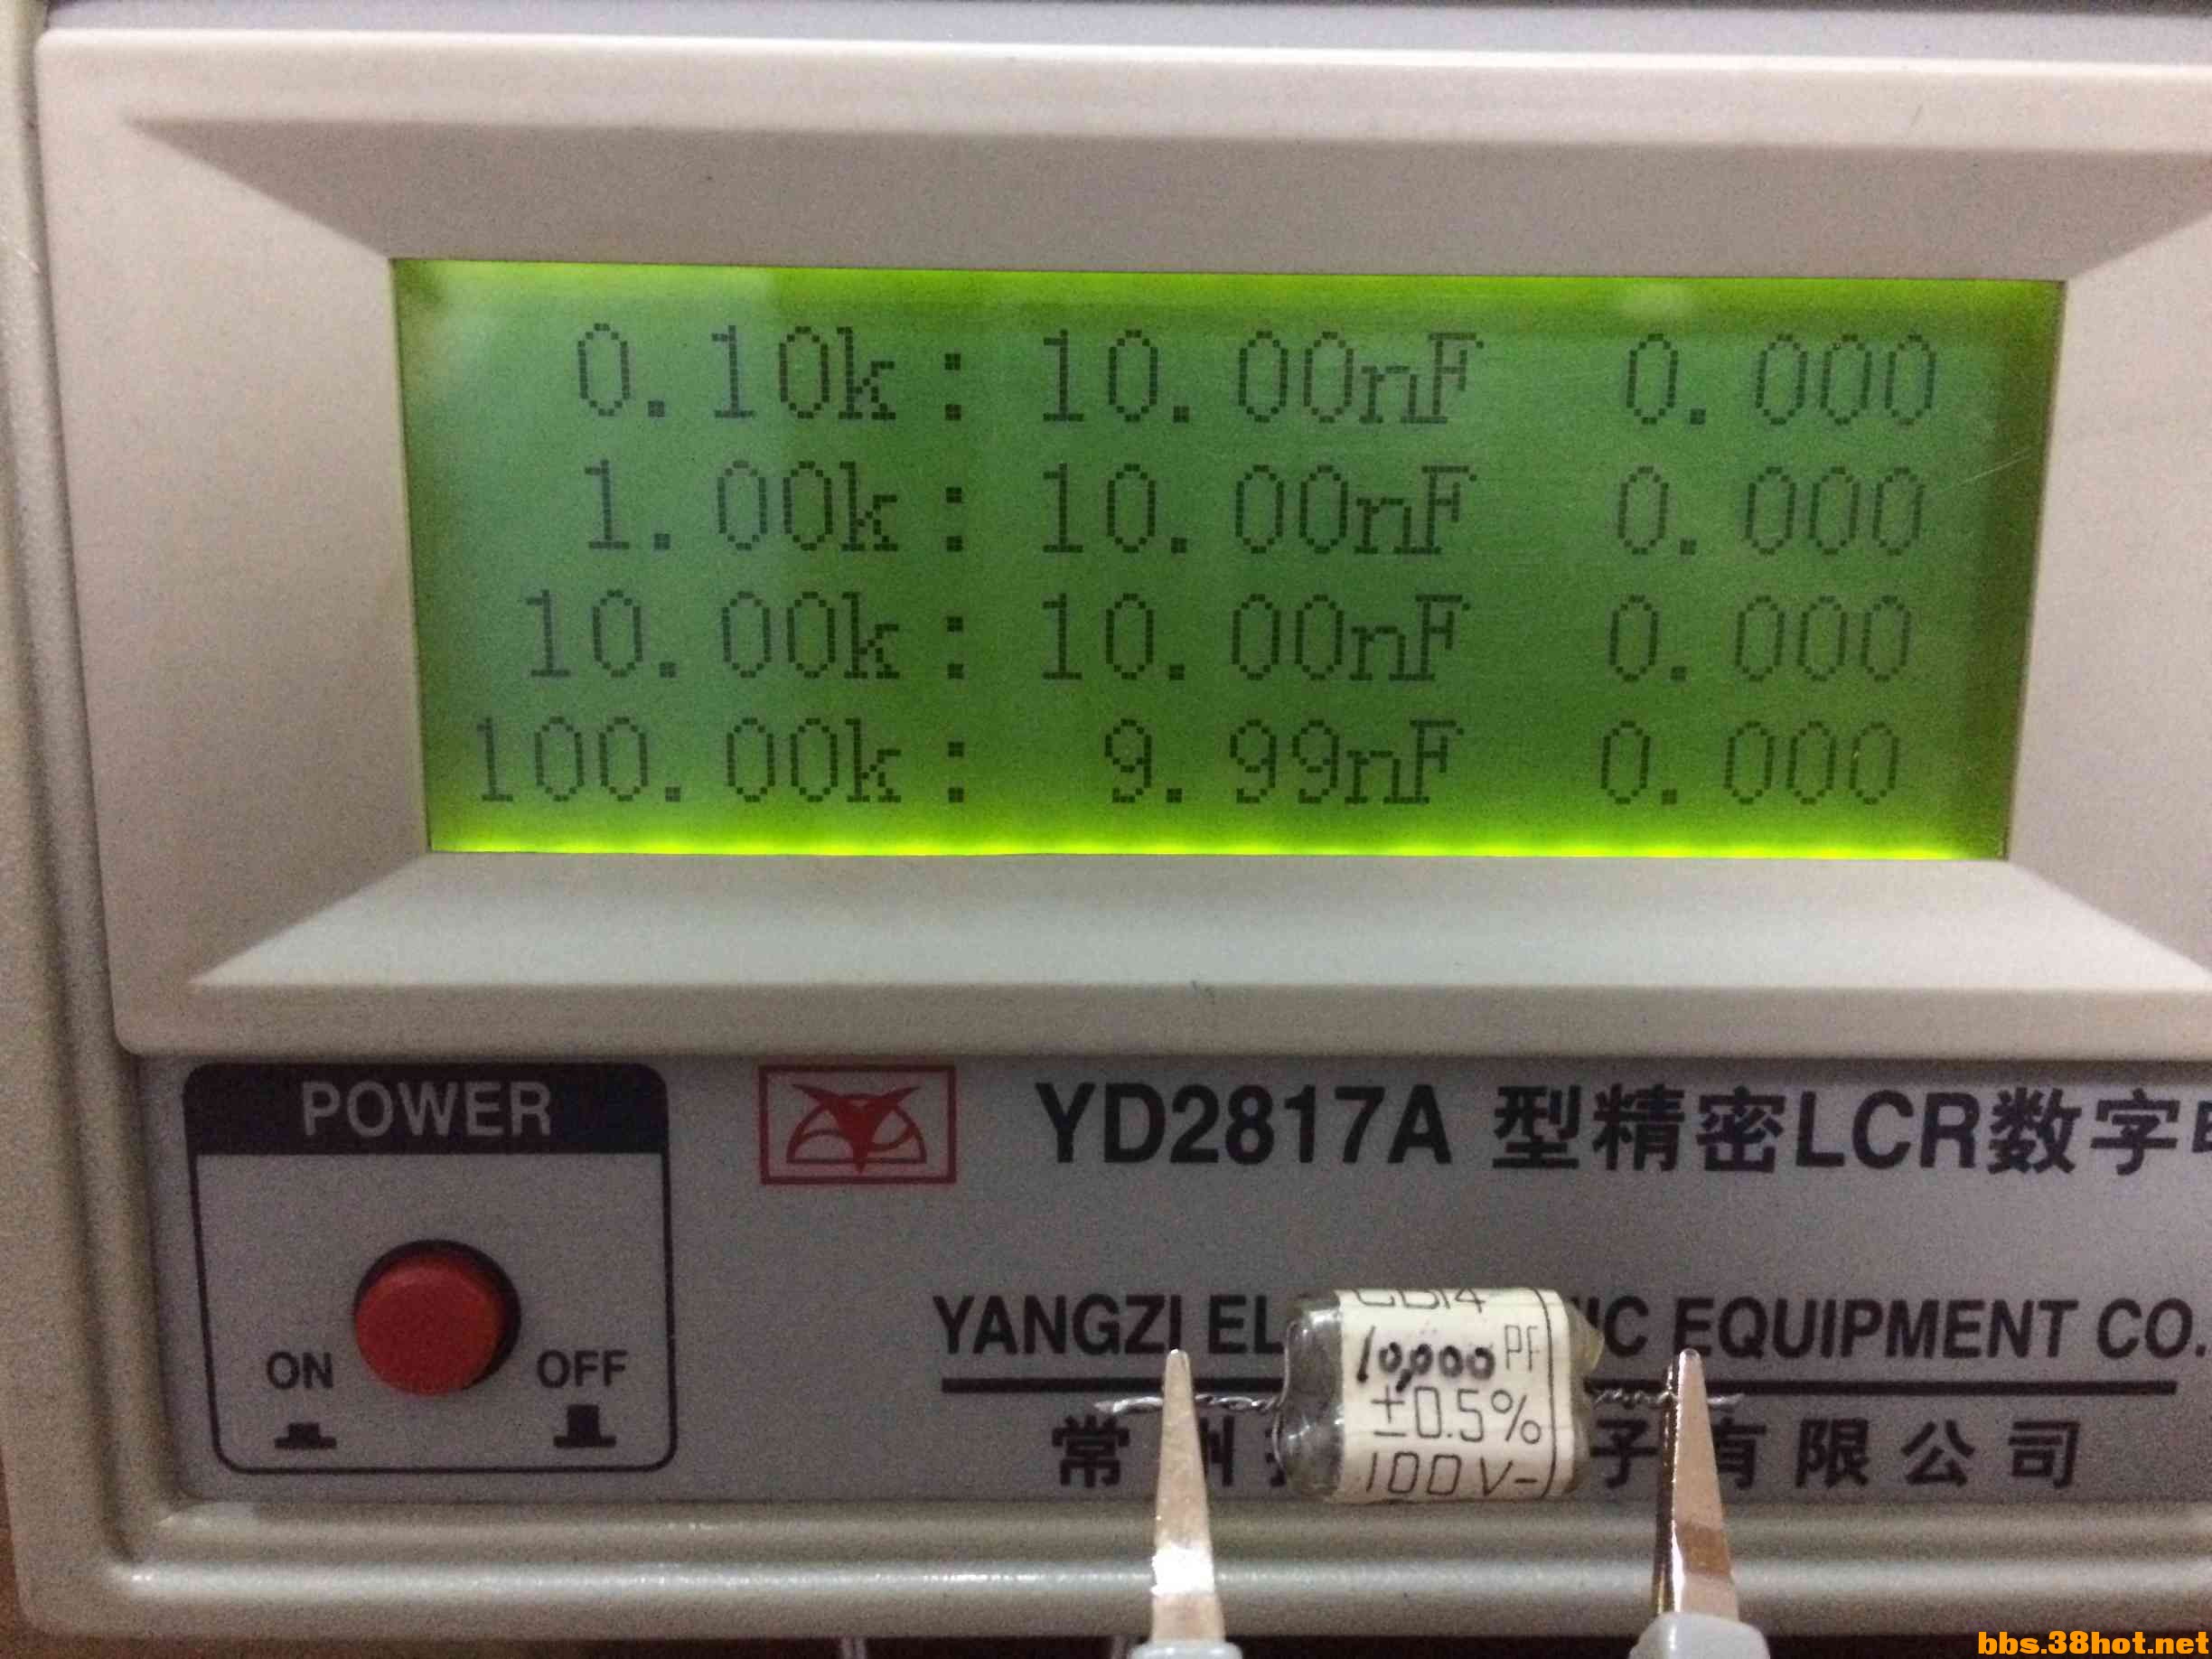 0.10k: 10.00nF 0.000
1.00k: 10.00nF 0.000
10.00k: 10.00nF 0.000
100.00k: 9.99nF 0.000
POWER
ON OFF
YD2817A 型精密LCR数字
YANGZI EL IC EQUIPMENT CO.
常州 子有限公司
CB14
10,000 PF
±0.5%
100V-
bbs.38hot.net